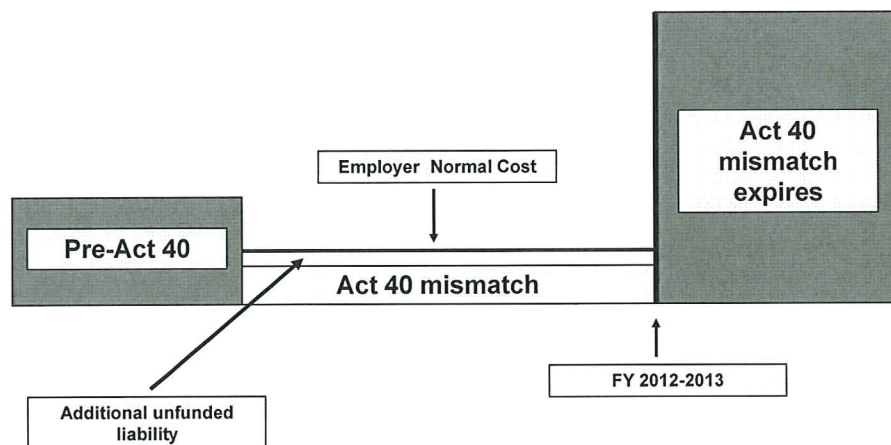 Act 40
mismatch
expires
Employer Normal Cost
Pre-Act 40
Act 40 mismatch
FY 2012-2013
Additional unfunded
liability